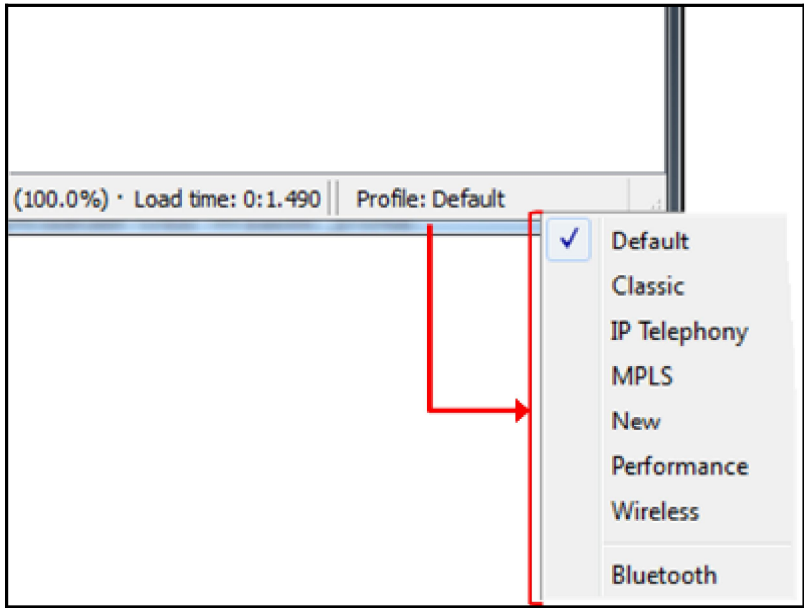 (100.0%) · Load time: 0:1.490 Profile: Default
Default
Classic
IP Telephony
MPLS
New
Performance
Wireless
Bluetooth